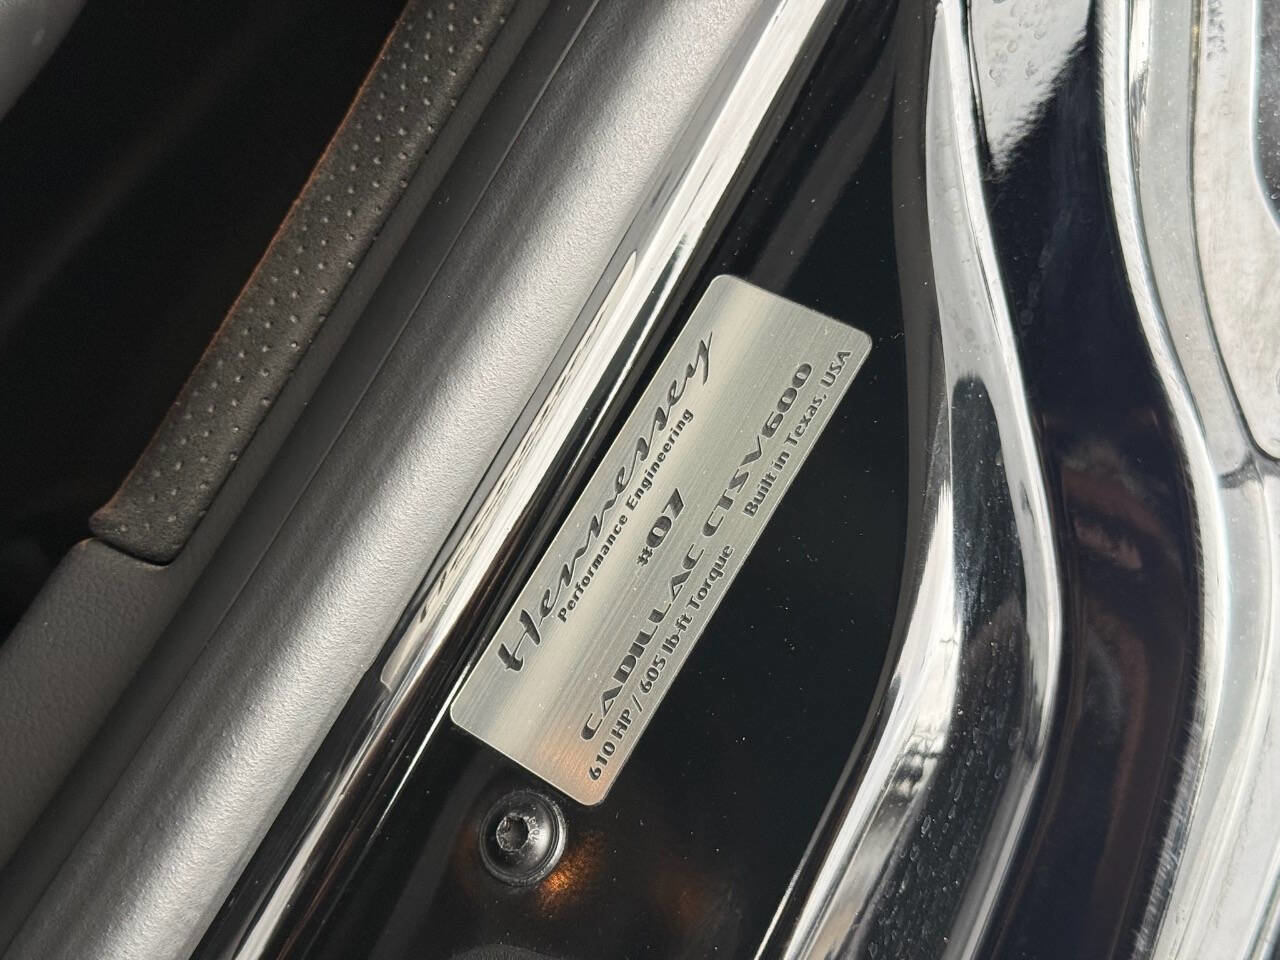 Hennessey
Performance Engineering
#07
CADILLAC CTSV600
610 HP / 605 lb-ft Torque Built in Texas, USA